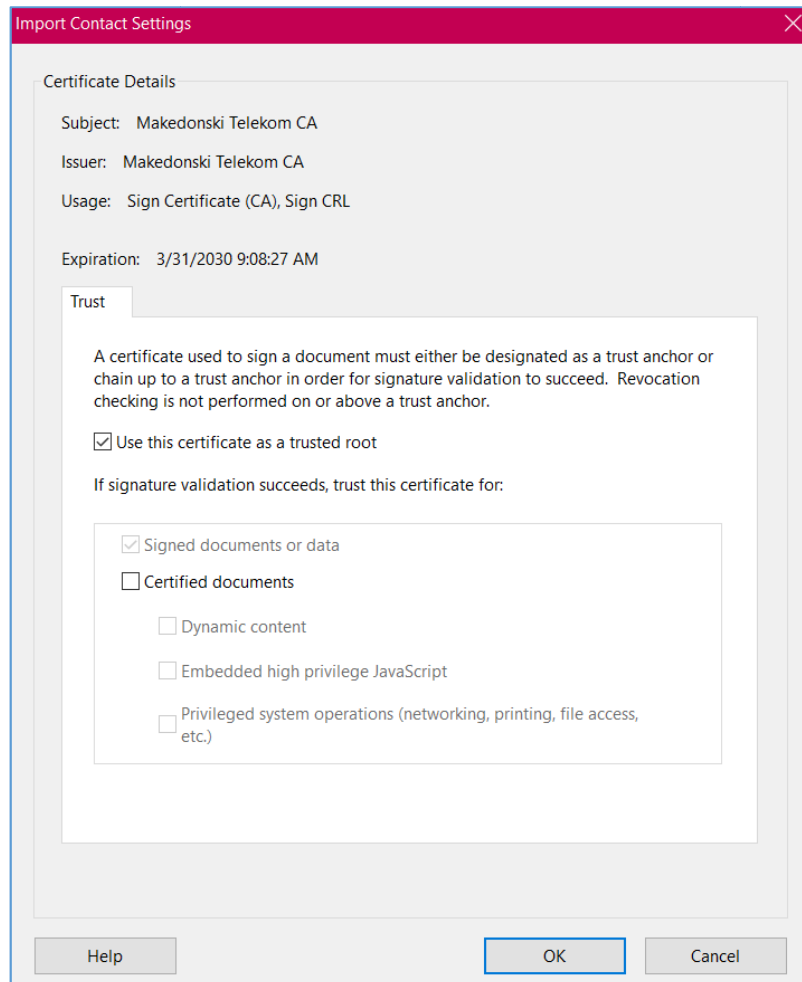 Import Contact Settings
Certificate Details
Subject: Makedonski Telekom CA
Issuer: Makedonski Telekom CA
Usage: Sign Certificate (CA), Sign CRL
Expiration: 3/31/2030 9:08:27 AM
Trust
A certificate used to sign a document must either be designated as a trust anchor or
chain up to a trust anchor in order for signature validation to succeed. Revocation
checking is not performed on or above a trust anchor.
Use this certificate as a trusted root
If signature validation succeeds, trust this certificate for:
Signed documents or data
Certified documents
Dynamic content
Embedded high privilege JavaScript
Privileged system operations (networking, printing, file access,
etc.)
Help
OK
Cancel